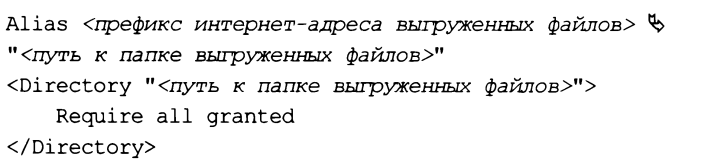 Alias <префикс интернет-адреса выгруженных файлов> ↳
"<путь к папке выгруженных файлов>"
<Directory "<путь к папке выгруженных файлов>">
    Require all granted
</Directory>